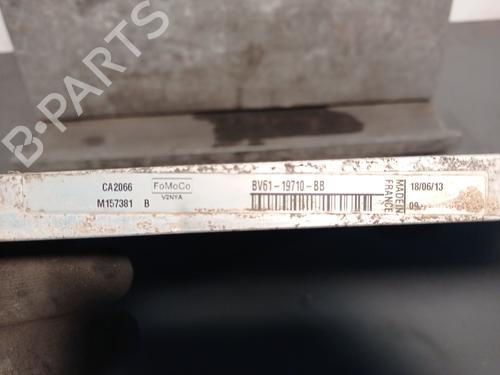 B-PARTS
CA2066
FoMoCo
V2NYA
M157381 B
BV61-19710-BB
MADE IN
FRANCE
18/06/13
09